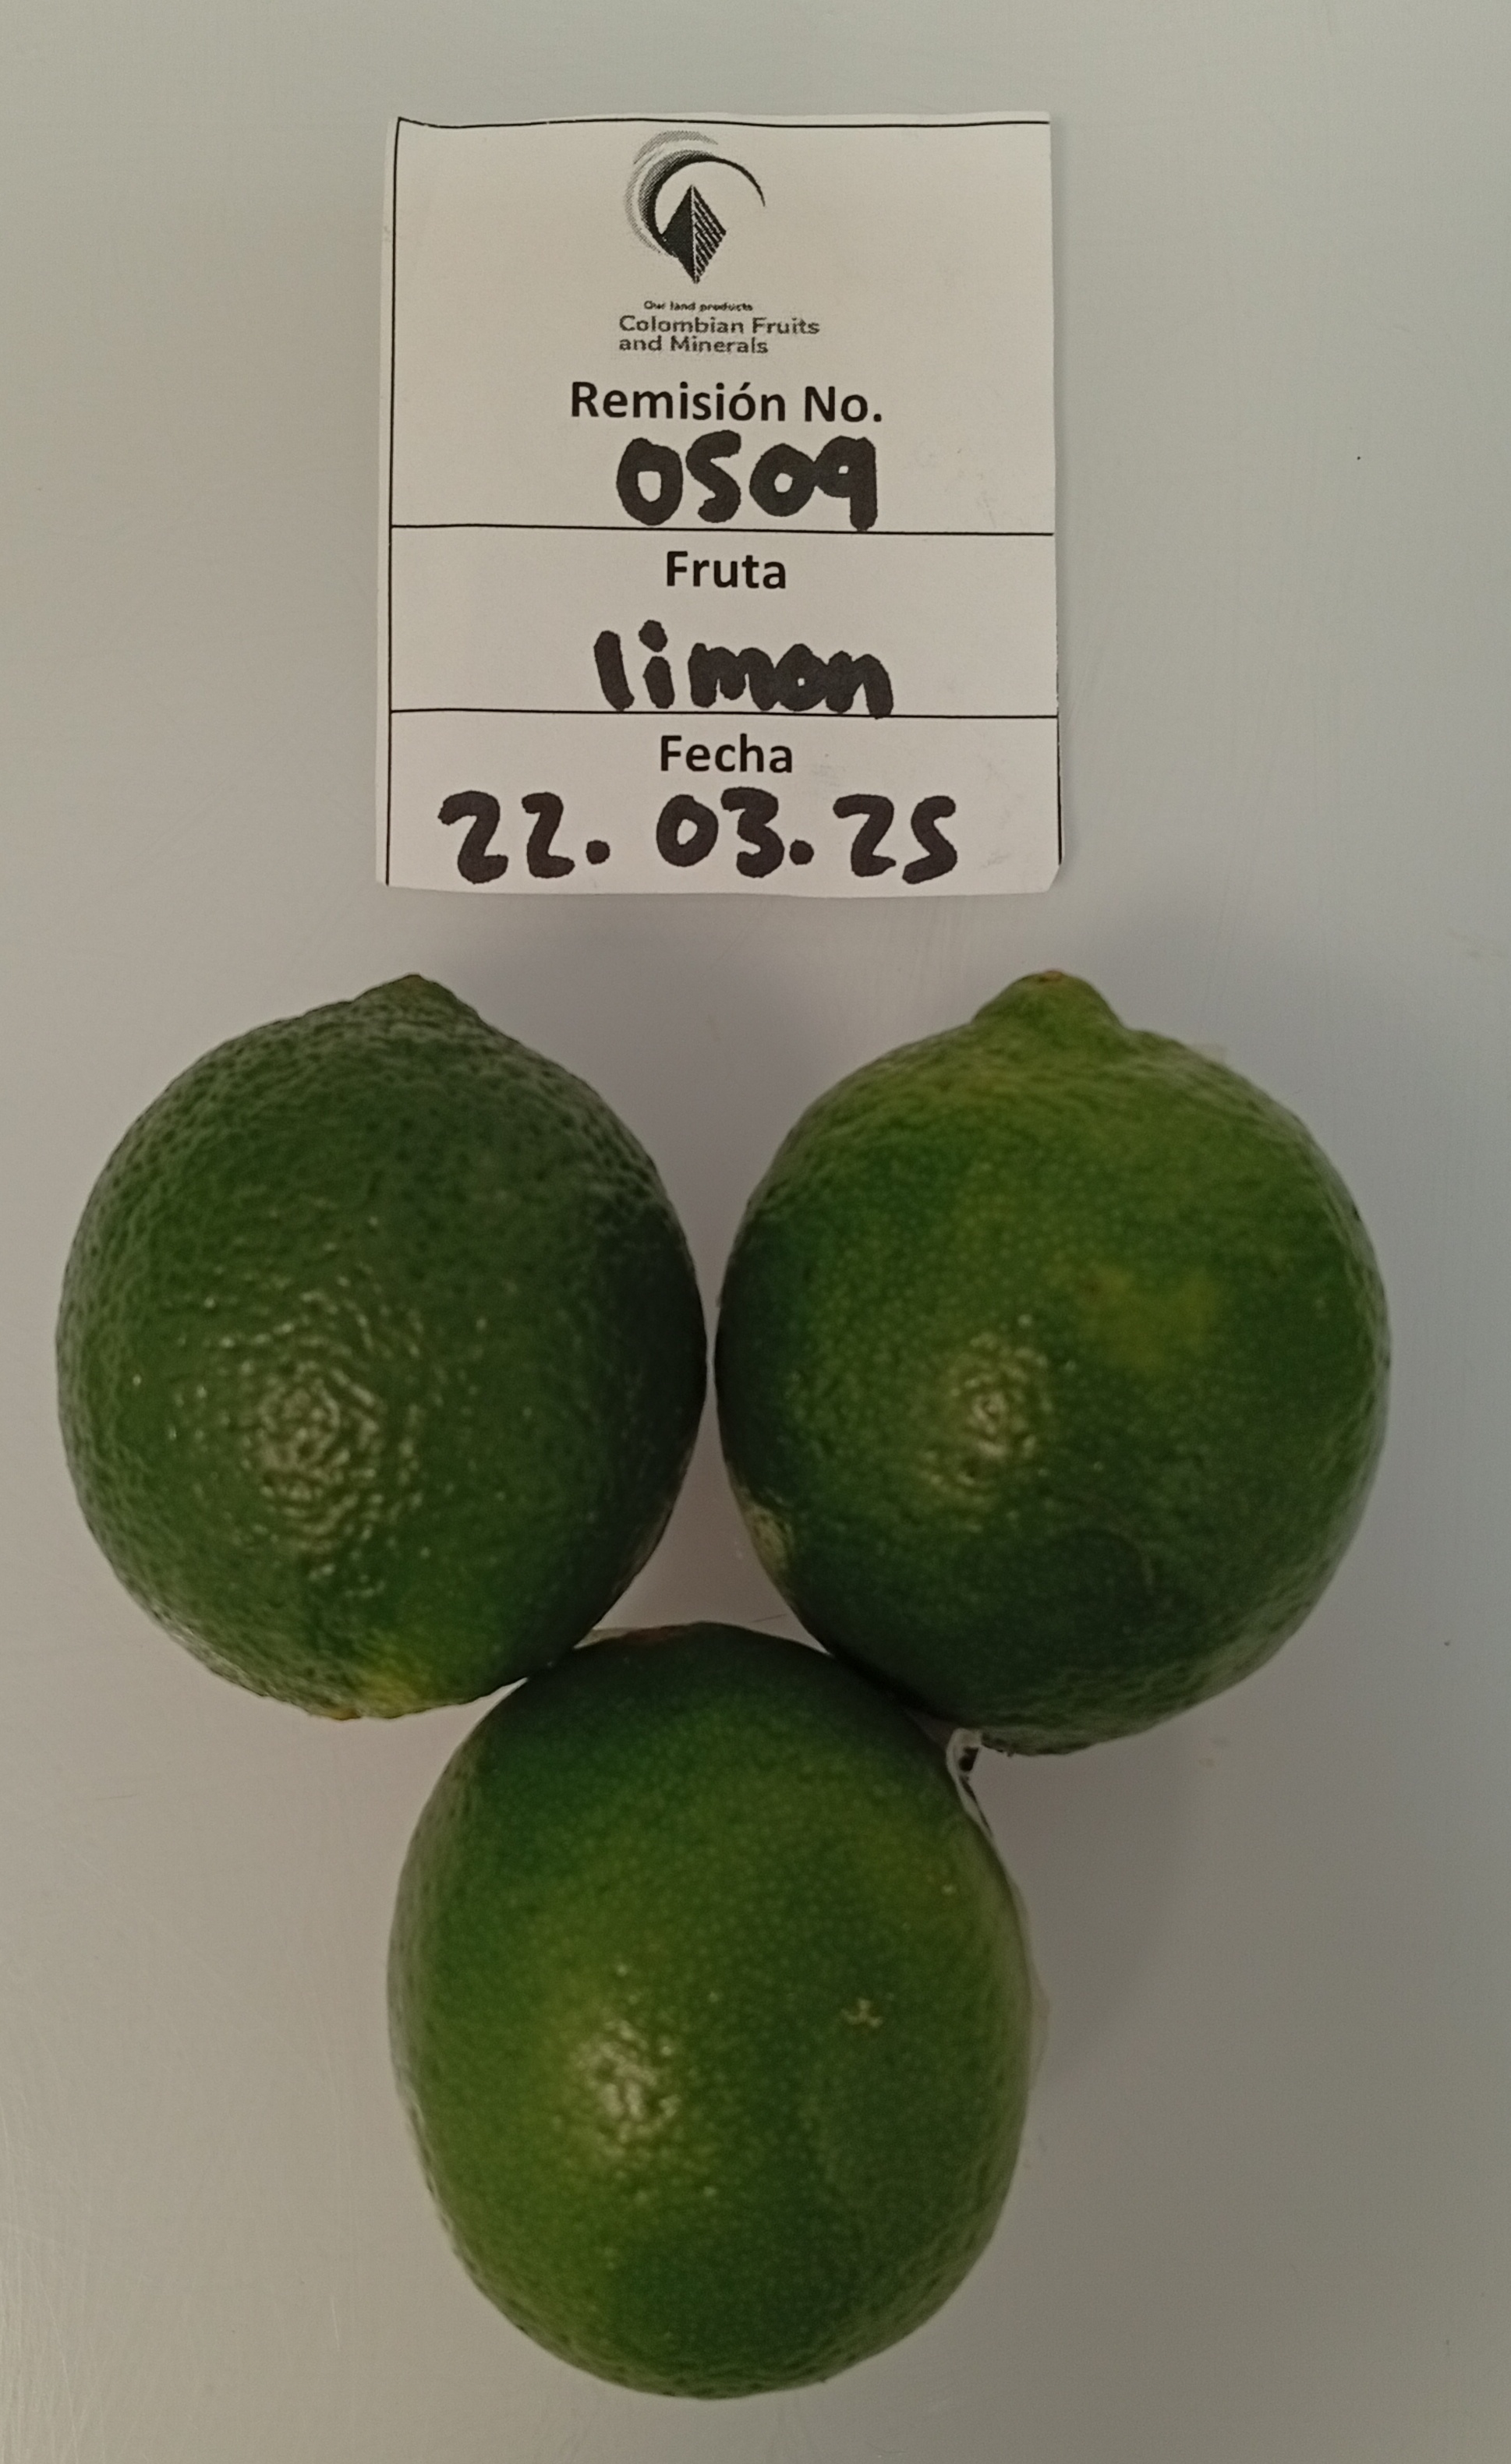 Our land products
Colombian Fruits
and Minerals
Remisión No.
0509
Fruta
limon
Fecha
22. 03. 25